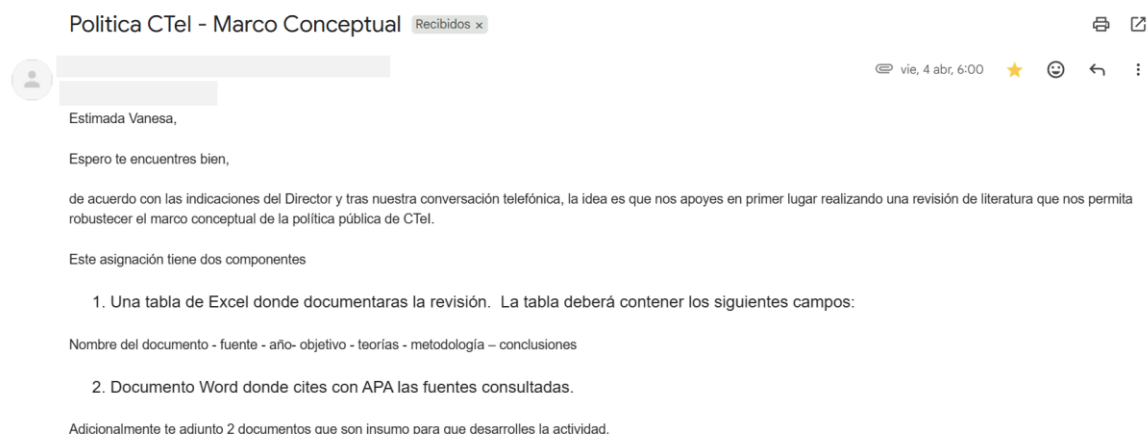 Politica CTeI - Marco Conceptual Recibidos ×
vie, 4 abr, 6:00
Estimada Vanesa,
Espero te encuentres bien,
de acuerdo con las indicaciones del Director y tras nuestra conversación telefónica, la idea es que nos apoyes en primer lugar realizando una revisión de literatura que nos permita
robustecer el marco conceptual de la política pública de CTeI.
Este asignación tiene dos componentes
1. Una tabla de Excel donde documentaras la revisión. La tabla deberá contener los siguientes campos:
Nombre del documento - fuente - año- objetivo - teorías - metodología – conclusiones
2. Documento Word donde cites con APA las fuentes consultadas.
Adicionalmente te adjunto 2 documentos que son insumo para que desarrolles la actividad.